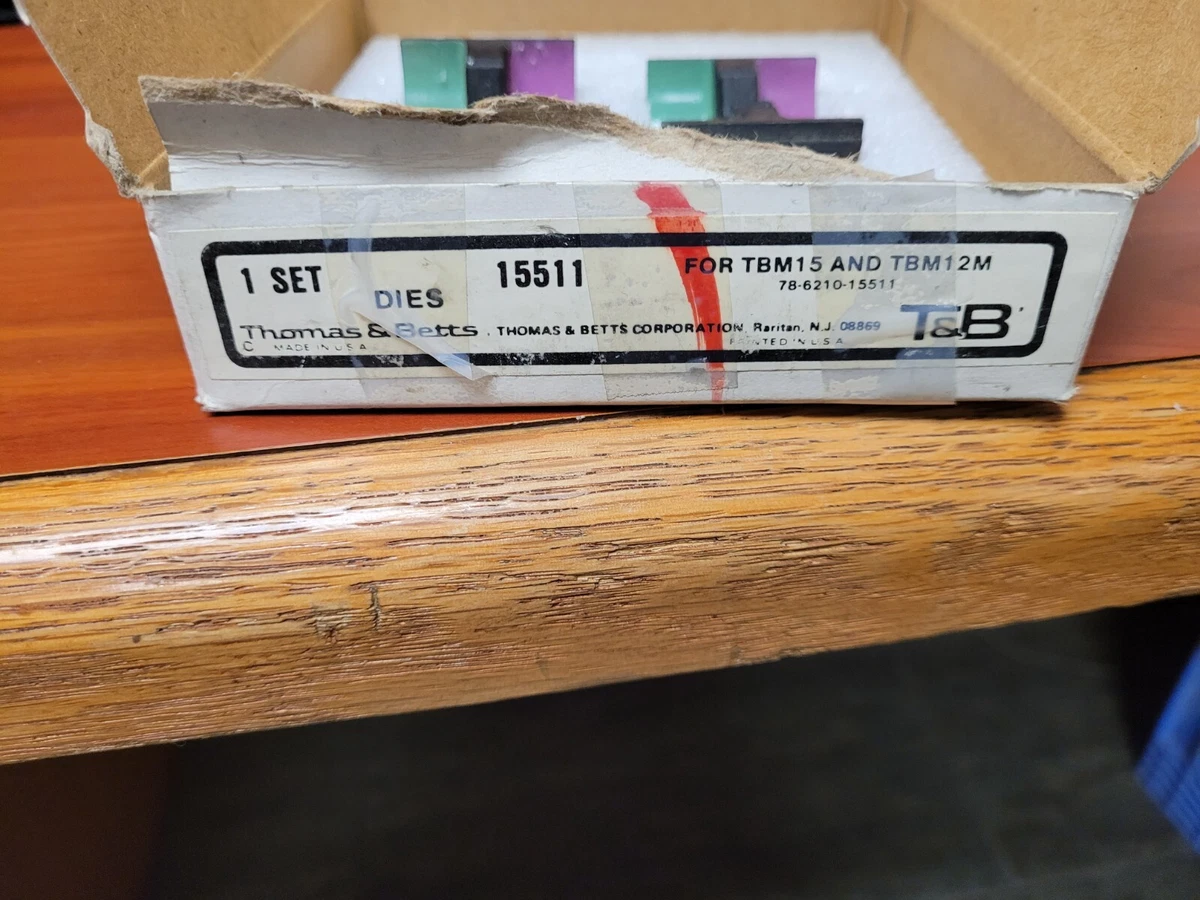 1 SET DIES 15511 FOR TBM15 AND TBM12M
78-6210-15511
Thomas & Betts . THOMAS & BETTS CORPORATION, Raritan, N.J. 08869 T&B
C MADE IN U.S.A. PRINTED IN U.S.A.